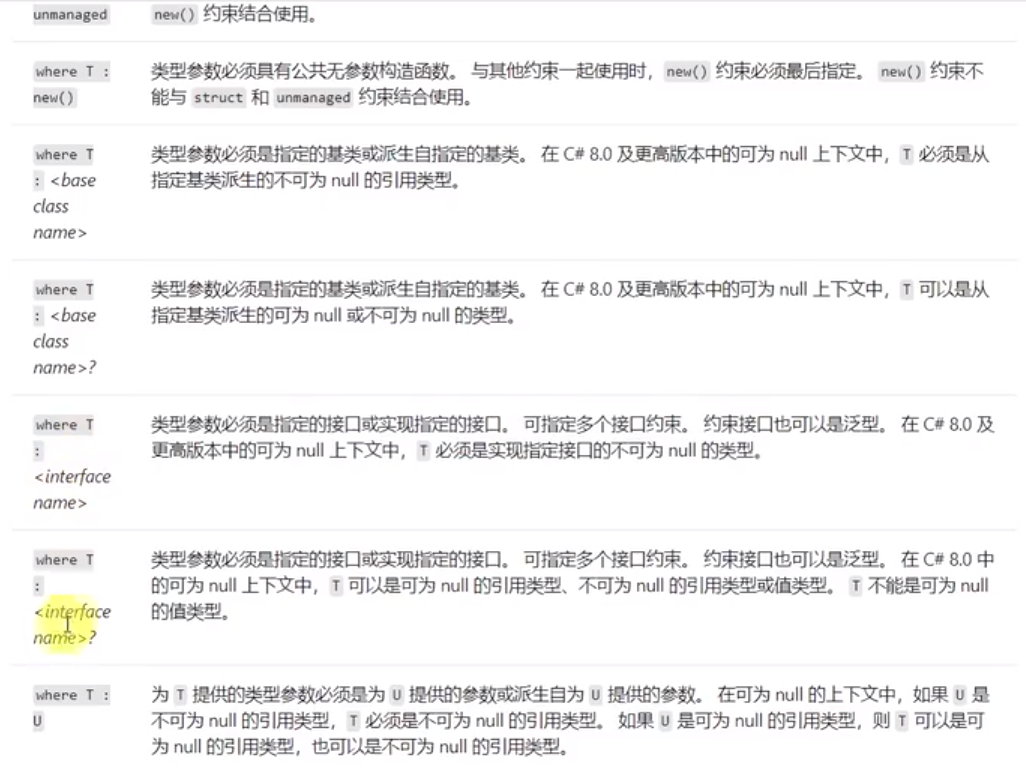 unmanaged new() 约束结合使用。
where T : 类型参数必须具有公共无参数构造函数。 与其他约束一起使用时，new() 约束必须最后指定。 new() 约束不
new() 能与 struct 和 unmanaged 约束结合使用。
where T 类型参数必须是指定的基类或派生自指定的基类。 在 C# 8.0 及更高版本中的可为 null 上下文中，T 必须是从
: <base 指定基类派生的不可为 null 的引用类型。
class
name>
where T 类型参数必须是指定的基类或派生自指定的基类。 在 C# 8.0 及更高版本中的可为 null 上下文中，T 可以是从
: <base 指定基类派生的可为 null 或不可为 null 的类型。
class
name>?
where T 类型参数必须是指定的接口或实现指定的接口。 可指定多个接口约束。 约束接口也可以是泛型。 在 C# 8.0 及
: 更高版本中的可为 null 上下文中，T 必须是实现指定接口的不可为 null 的类型。
<interface
name>
where T 类型参数必须是指定的接口或实现指定的接口。 可指定多个接口约束。 约束接口也可以是泛型。 在 C# 8.0 中
: 的可为 null 上下文中，T 可以是可为 null 的引用类型、不可为 null 的引用类型或值类型。 T 不能是可为 null
<interface 的值类型。
name>?
where T : 为 T 提供的类型参数必须是为 U 提供的参数或派生自为 U 提供的参数。 在可为 null 的上下文中，如果 U 是
U 不可为 null 的引用类型，T 必须是不可为 null 的引用类型。 如果 U 是可为 null 的引用类型，则 T 可以是可
为 null 的引用类型，也可以是不可为 null 的引用类型。